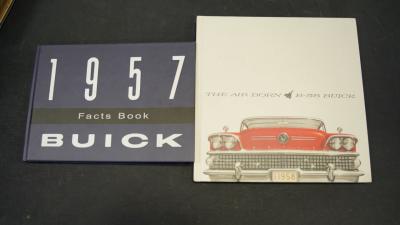 1957
Facts Book
BUICK
THE AIR BORN B-58 BUICK
1958